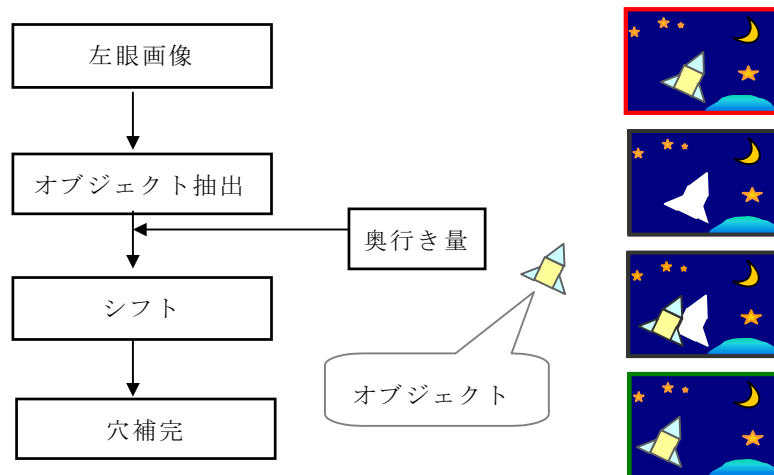 左眼画像
オブジェクト抽出
奥行き量
シフト
オブジェクト
穴補完